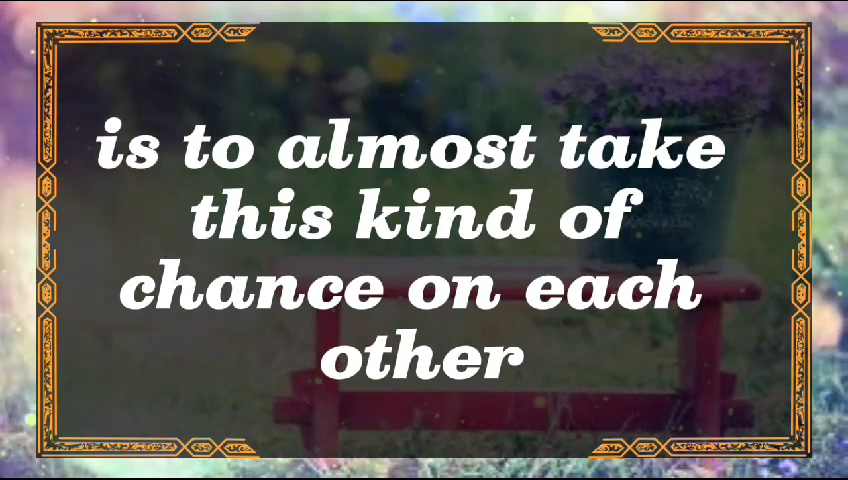 is to almost take
this kind of
chance on each
other